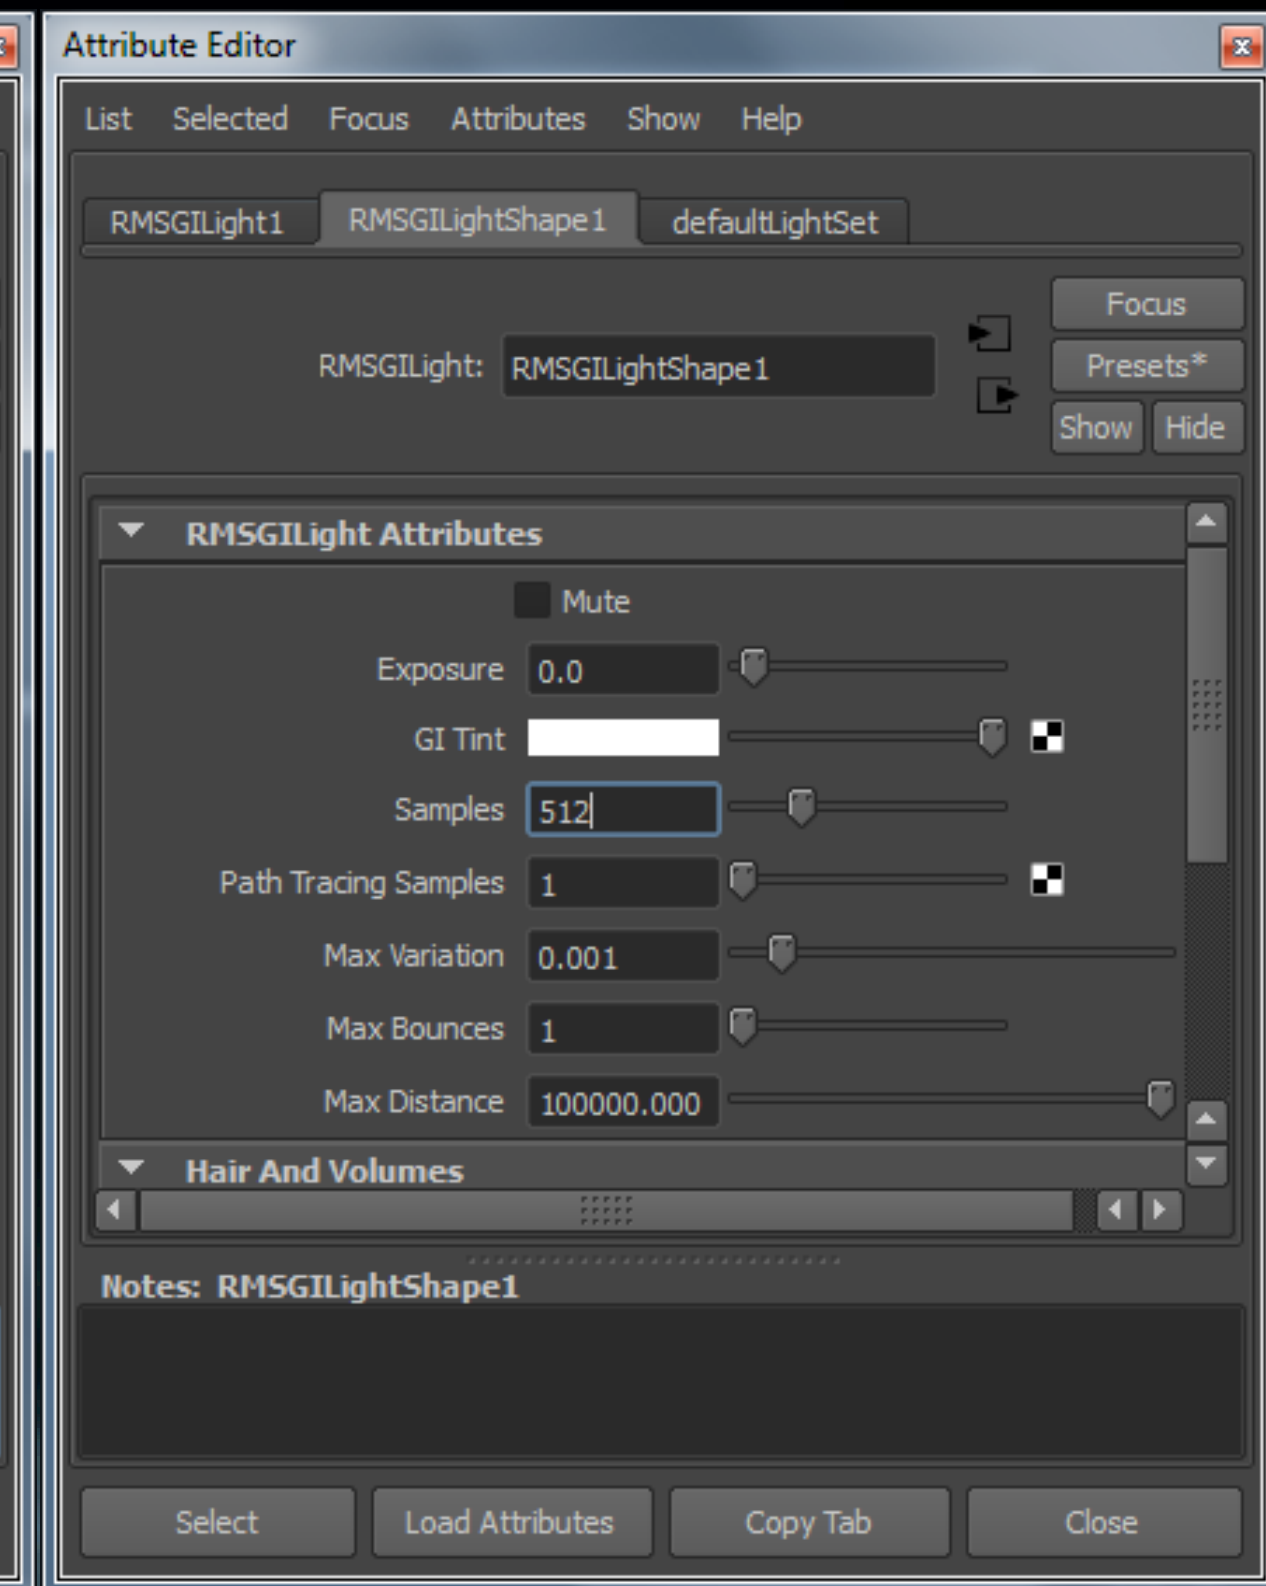 Attribute Editor
List Selected Focus Attributes Show Help
RMSGILight1 RMSGILightShape1 defaultLightSet
Focus
RMSGILight: RMSGILightShape1
Presets*
Show Hide
RMSGILight Attributes
Mute
Exposure 0.0
GI Tint
Samples 512
Path Tracing Samples 1
Max Variation 0.001
Max Bounces 1
Max Distance 100000.000
Hair And Volumes
Notes: RMSGILightShape1
Select Load Attributes Copy Tab Close